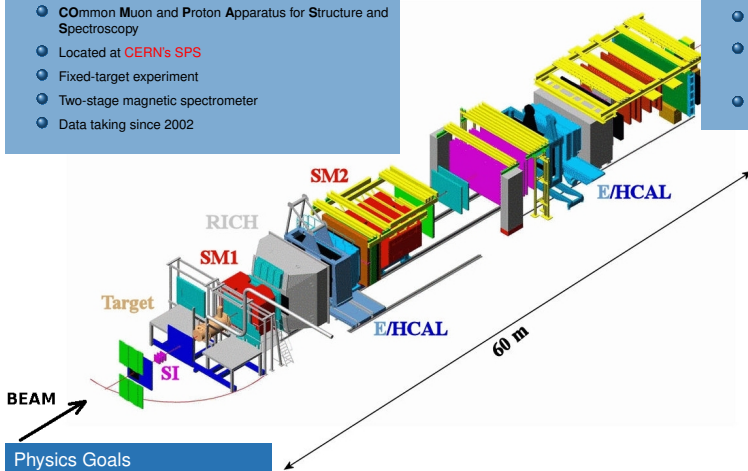 COmmon Muon and Proton Apparatus for Structure and
Spectroscopy
Located at CERN's SPS
Fixed-target experiment
Two-stage magnetic spectrometer
Data taking since 2002
SM2
E/HCAL
RICH
SM1
Target
E/HCAL
60 m
SI
BEAM
Physics Goals